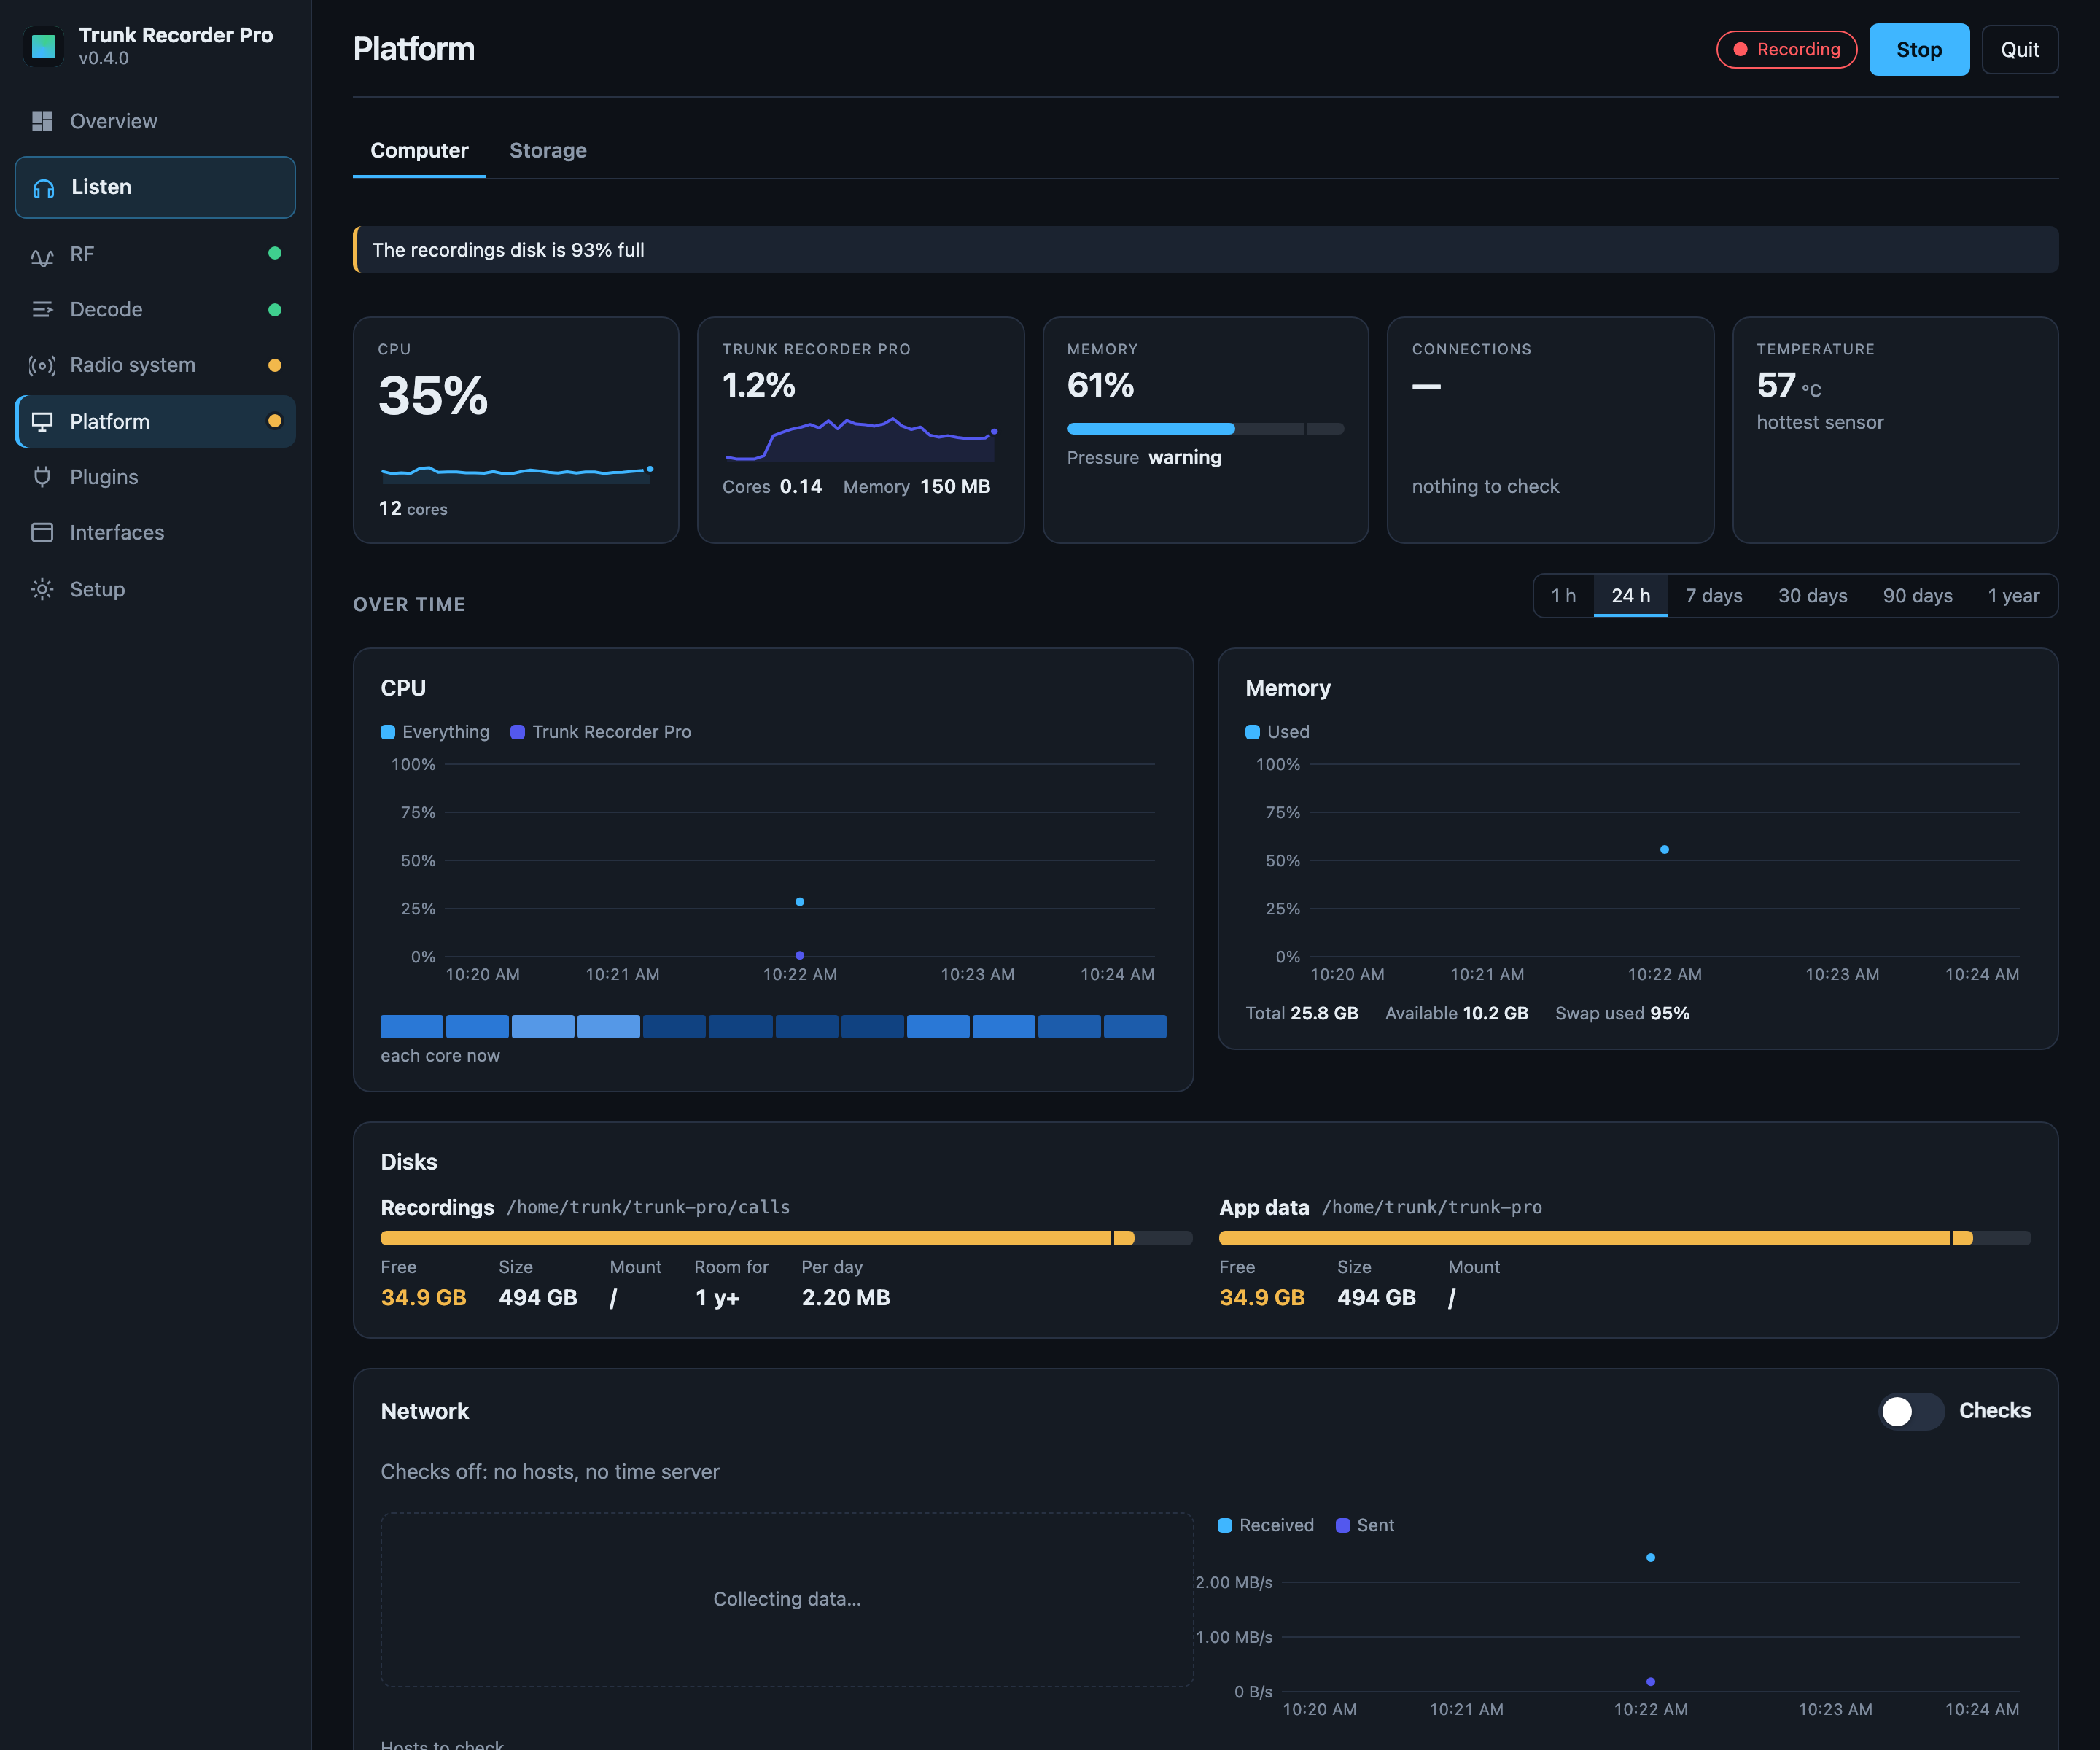 Trunk Recorder Pro
v0.4.0
Overview
Listen
RF
Decode
Radio system
Platform
Plugins
Interfaces
Setup
Platform
Recording
Stop
Quit
Computer
Storage
The recordings disk is 93% full
CPU
35%
12 cores
TRUNK RECORDER PRO
1.2%
Cores 0.14 Memory 150 MB
MEMORY
61%
Pressure warning
CONNECTIONS
—
nothing to check
TEMPERATURE
57 °C
hottest sensor
OVER TIME
1 h 24 h 7 days 30 days 90 days 1 year
CPU
Everything Trunk Recorder Pro
100%
75%
50%
25%
0%
10:20 AM 10:21 AM 10:22 AM 10:23 AM 10:24 AM
each core now
Memory
Used
100%
75%
50%
25%
0%
10:20 AM 10:21 AM 10:22 AM 10:23 AM 10:24 AM
Total 25.8 GB Available 10.2 GB Swap used 95%
Disks
Recordings /home/trunk/trunk-pro/calls
Free Size Mount Room for Per day
34.9 GB 494 GB / 1 y+ 2.20 MB
App data /home/trunk/trunk-pro
Free Size Mount
34.9 GB 494 GB /
Network
Checks
Checks off: no hosts, no time server
Collecting data...
Received Sent
2.00 MB/s
1.00 MB/s
0 B/s
10:20 AM 10:21 AM 10:22 AM 10:23 AM 10:24 AM
Hosts to check